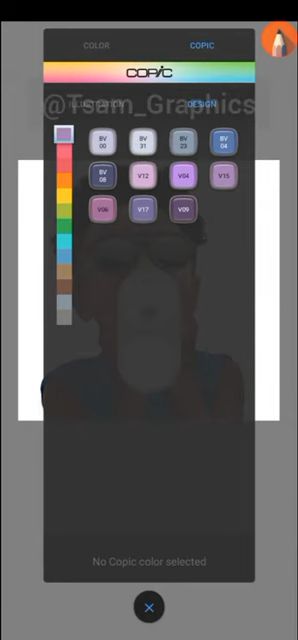 COLOR COPIC
COPIC
@Tsam_Graphics
ILLUSTRATION DESIGN
BV 00 BV 31 BV 23 BV 04
BV 08 V12 V04 V15
V06 V17 V09
No Copic color selected